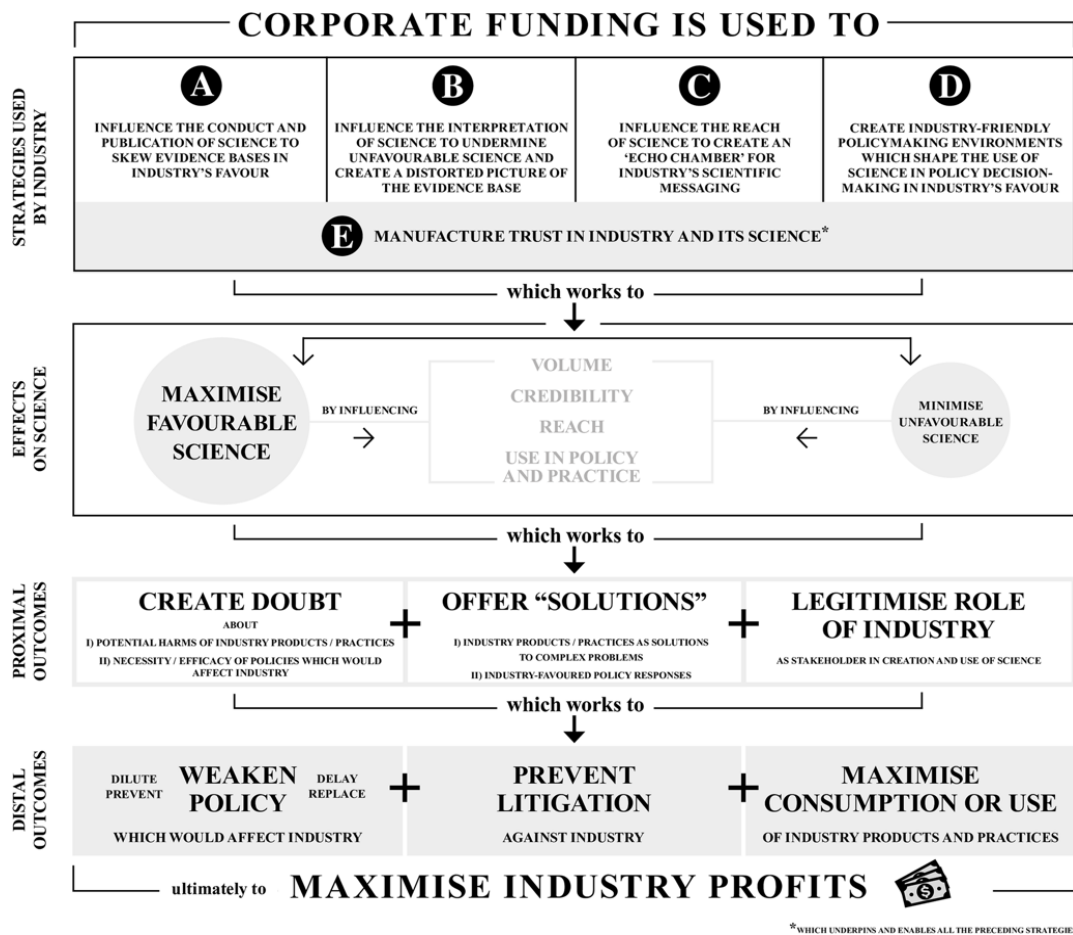 CORPORATE FUNDING IS USED TO
STRATEGIES USED
BY INDUSTRY
A
INFLUENCE THE CONDUCT AND
PUBLICATION OF SCIENCE TO
SKEW EVIDENCE BASES IN
INDUSTRY'S FAVOUR
B
INFLUENCE THE INTERPRETATION
OF SCIENCE TO UNDERMINE
UNFAVOURABLE SCIENCE AND
CREATE A DISTORTED PICTURE OF
THE EVIDENCE BASE
C
INFLUENCE THE REACH
OF SCIENCE TO CREATE AN
‘ECHO CHAMBER’ FOR
INDUSTRY'S SCIENTIFIC
MESSAGING
D
CREATE INDUSTRY-FRIENDLY
POLICYMAKING ENVIRONMENTS
WHICH SHAPE THE USE OF
SCIENCE IN POLICY DECISION-
MAKING IN INDUSTRY'S FAVOUR
E MANUFACTURE TRUST IN INDUSTRY AND ITS SCIENCE*
which works to
EFFECTS
ON SCIENCE
MAXIMISE
FAVOURABLE
SCIENCE
BY INFLUENCING
VOLUME
CREDIBILITY
REACH
USE IN POLICY
AND PRACTICE
BY INFLUENCING
MINIMISE
UNFAVOURABLE
SCIENCE
which works to
PROXIMAL
OUTCOMES
CREATE DOUBT
ABOUT
I) POTENTIAL HARMS OF INDUSTRY PRODUCTS / PRACTICES
II) NECESSITY / EFFICACY OF POLICIES WHICH WOULD
AFFECT INDUSTRY
+
OFFER “SOLUTIONS”
I) INDUSTRY PRODUCTS / PRACTICES AS SOLUTIONS
TO COMPLEX PROBLEMS
II) INDUSTRY-FAVOURED POLICY RESPONSES
+
LEGITIMISE ROLE
OF INDUSTRY
AS STAKEHOLDER IN CREATION AND USE OF SCIENCE
which works to
DISTAL
OUTCOMES
DILUTE
PREVENT
WEAKEN
POLICY
DELAY
REPLACE
WHICH WOULD AFFECT INDUSTRY
+
PREVENT
LITIGATION
AGAINST INDUSTRY
+
MAXIMISE
CONSUMPTION OR USE
OF INDUSTRY PRODUCTS AND PRACTICES
ultimately to MAXIMISE INDUSTRY PROFITS
$
*WHICH UNDERPINS AND ENABLES ALL THE PRECEDING STRATEGIE